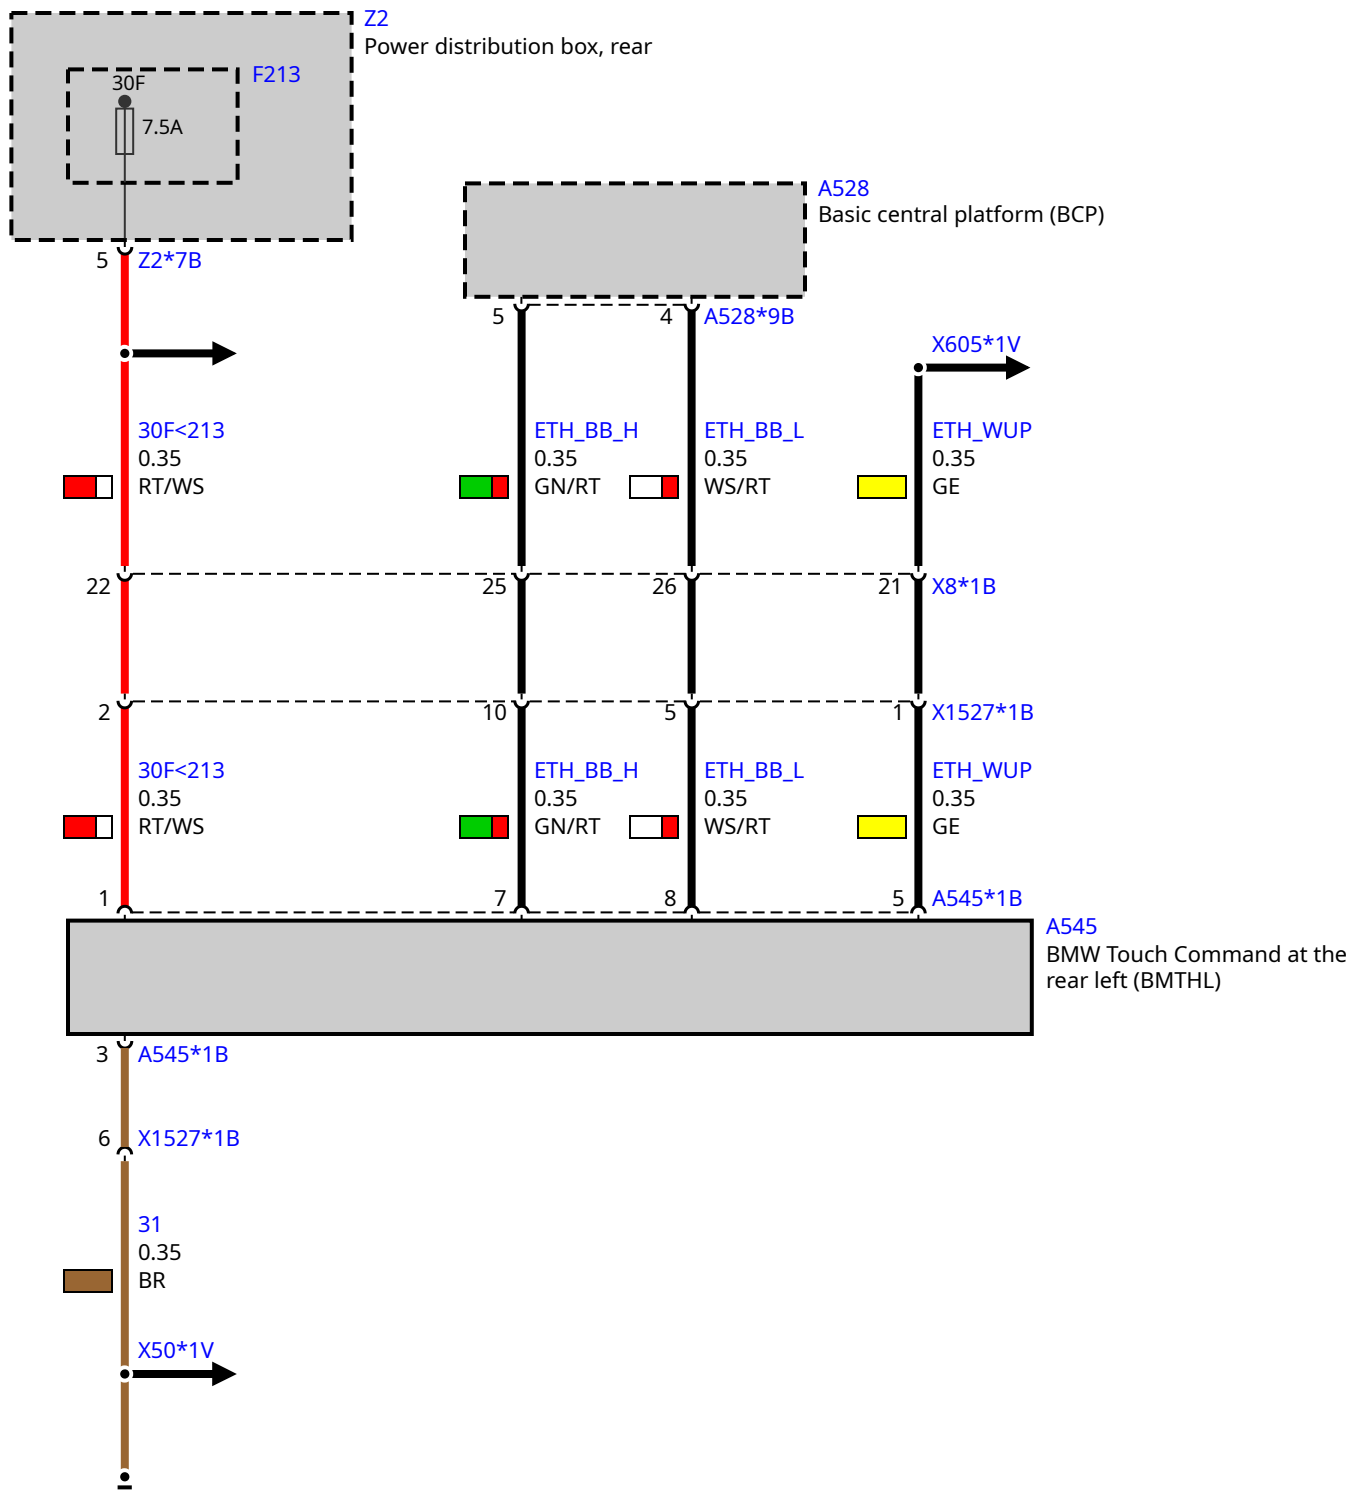 Z2
Power distribution box, rear
F213
30F
7.5A
A528
Basic central platform (BCP)
5
Z2*7B
5
4
A528*9B
X605*1V
30F<213
0.35
RT/WS
ETH_BB_H
0.35
GN/RT
ETH_BB_L
0.35
WS/RT
ETH_WUP
0.35
GE
22
25
26
21
X8*1B
2
10
5
1
X1527*1B
30F<213
0.35
RT/WS
ETH_BB_H
0.35
GN/RT
ETH_BB_L
0.35
WS/RT
ETH_WUP
0.35
GE
1
7
8
5
A545*1B
A545
BMW Touch Command at the
rear left (BMTHL)
3
A545*1B
6
X1527*1B
31
0.35
BR
X50*1V